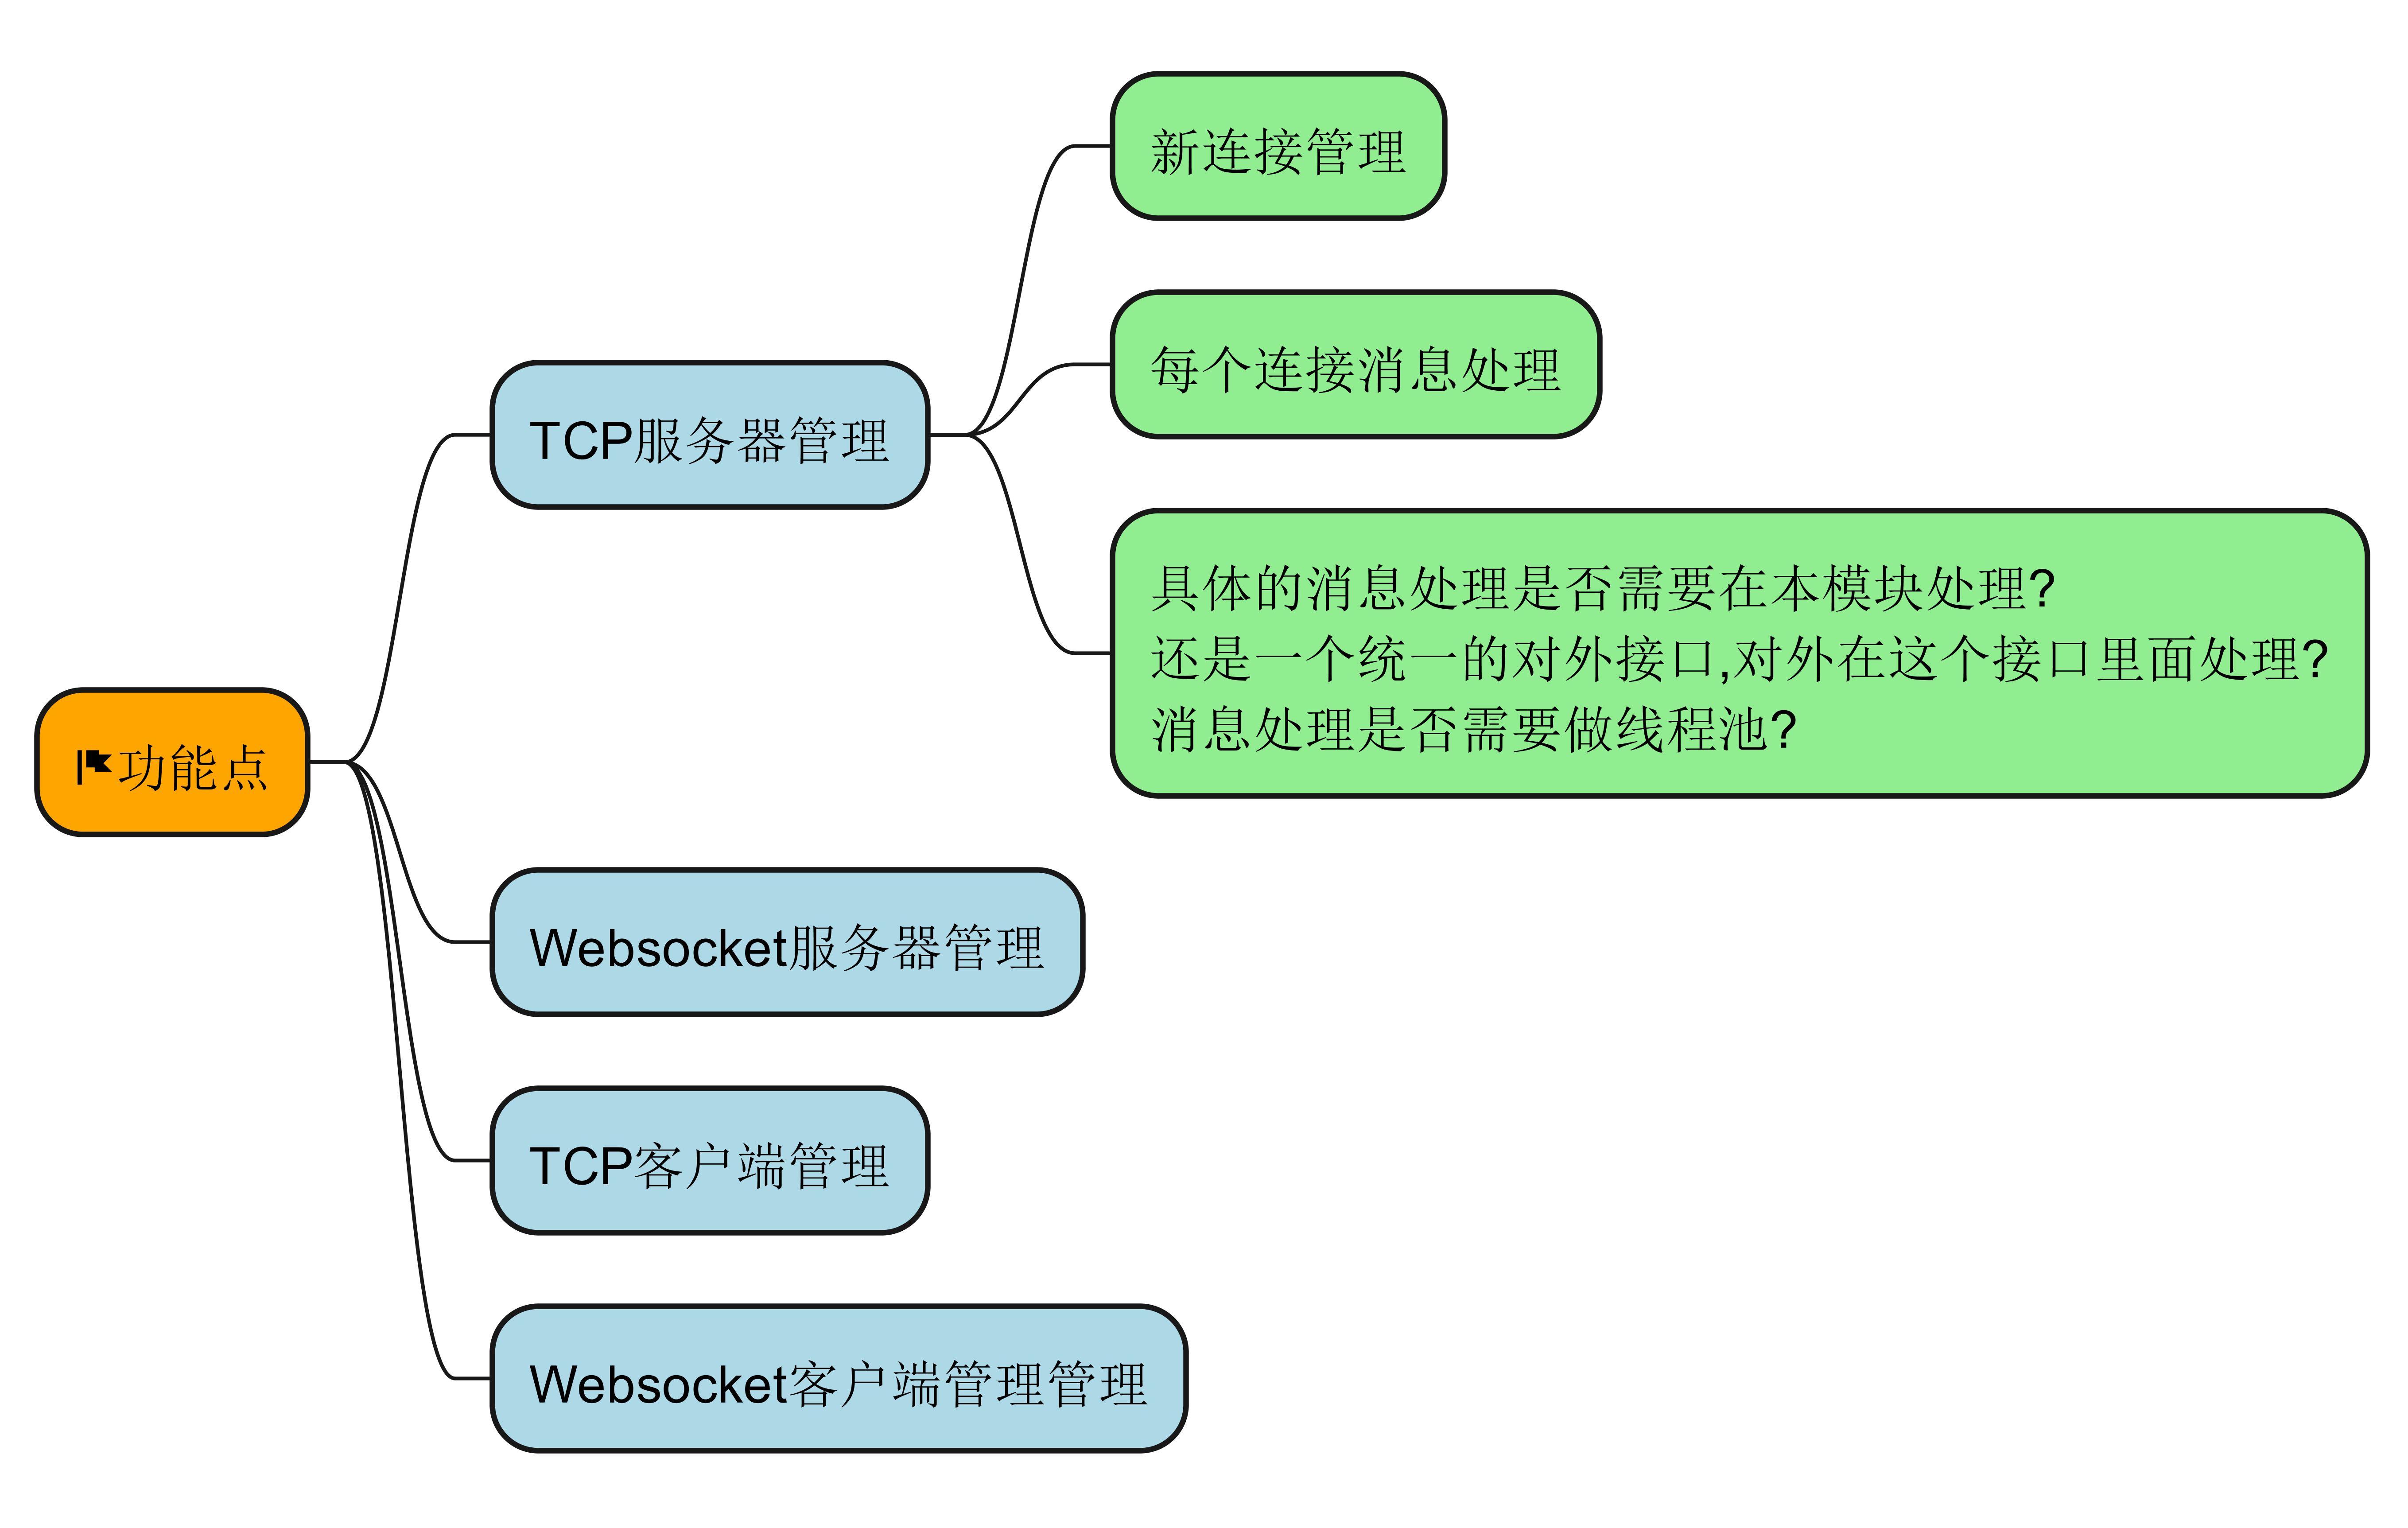 功能点
TCP服务器管理
新连接管理
每个连接消息处理
具体的消息处理是否需要在本模块处理?
还是一个统一的对外接口,对外在这个接口里面处理?
消息处理是否需要做线程池?
Websocket服务器管理
TCP客户端管理
Websocket客户端管理管理